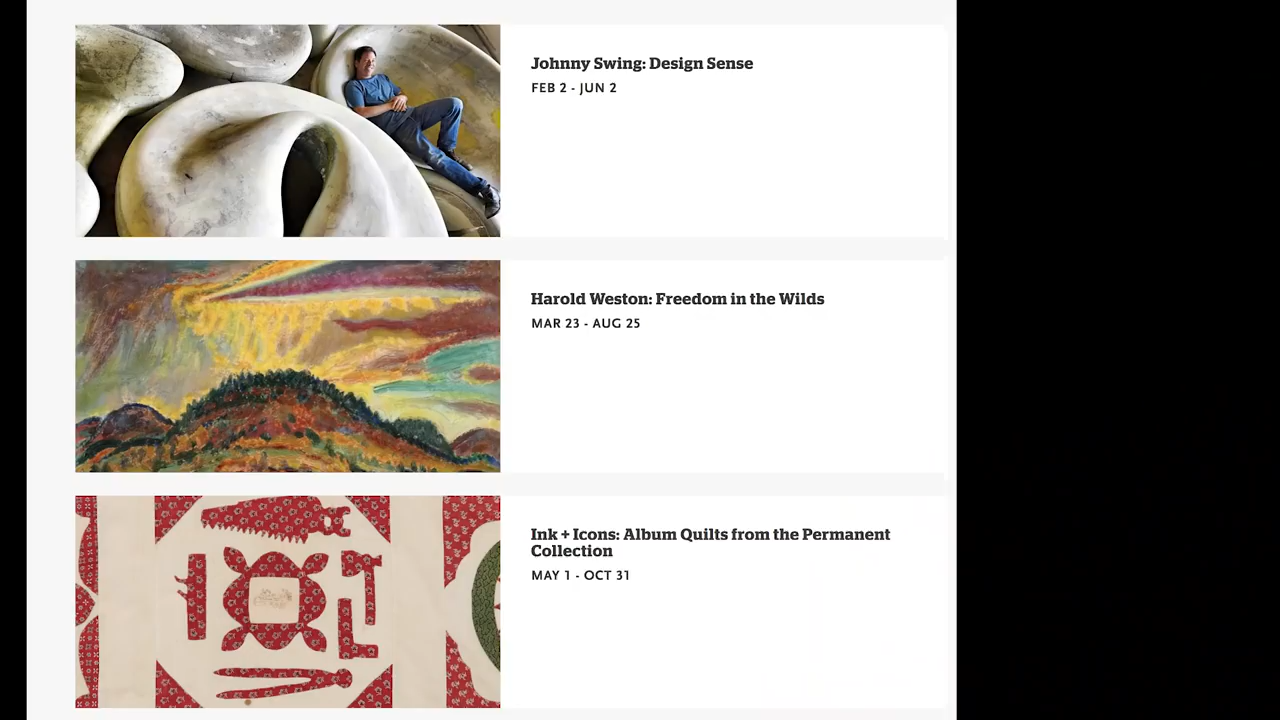 Johnny Swing: Design Sense
FEB 2 - JUN 2
Harold Weston: Freedom in the Wilds
MAR 23 - AUG 25
Ink + Icons: Album Quilts from the Permanent
Collection
MAY 1 - OCT 31